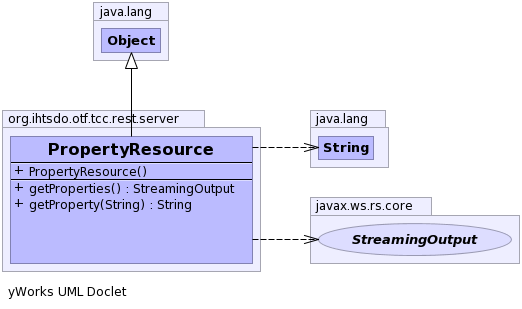 java.lang
Object
org.ihtsdo.otf.tcc.rest.server
PropertyResource
+ PropertyResource()
+ getProperties() : StreamingOutput
+ getProperty(String) : String
java.lang
String
javax.ws.rs.core
StreamingOutput
yWorks UML Doclet